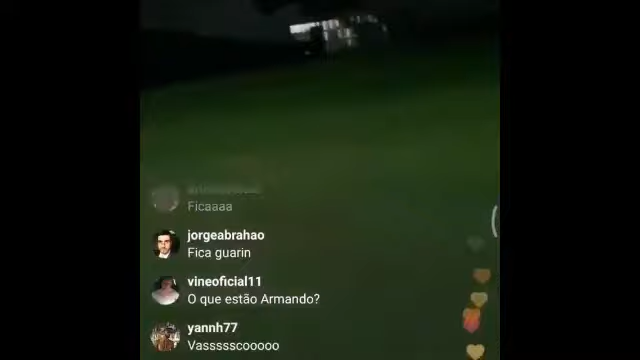 Ficaaaa
jorgeabrahao
Fica guarin
vineoficial11
O que estão Armando?
yannh77
Vassssscooooo